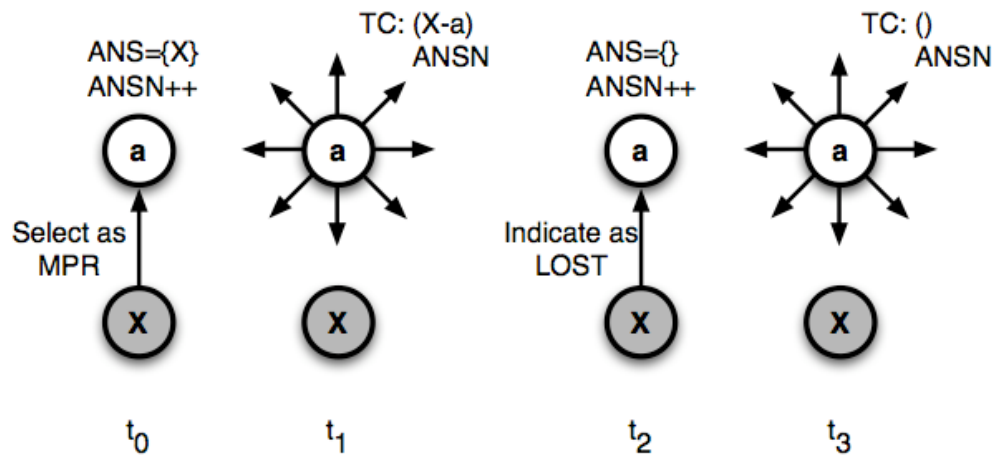 ANS={X}
ANSN++
a
Select as
MPR
X
t0
TC: (X-a)
ANSN
a
X
t1
ANS={}
ANSN++
a
Indicate as
LOST
X
t2
TC: ()
ANSN
a
X
t3